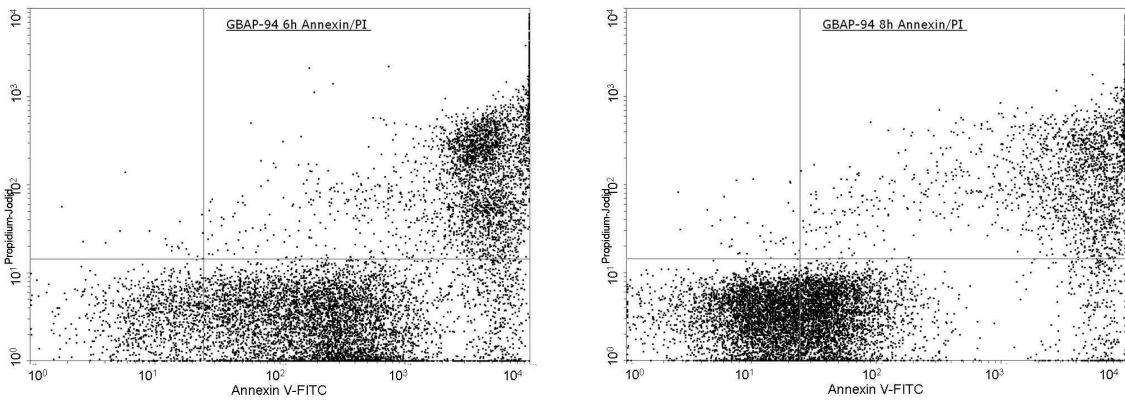 GBAP-94 6h Annexin/PI
10⁴
10³
10²
10¹
10⁰
Propidium-Jodid
10⁰ 10¹ 10² 10³ 10⁴
Annexin V-FITC
GBAP-94 8h Annexin/PI
10⁴
10³
10²
10¹
10⁰
Propidium-Jodid
10⁰ 10¹ 10² 10³ 10⁴
Annexin V-FITC